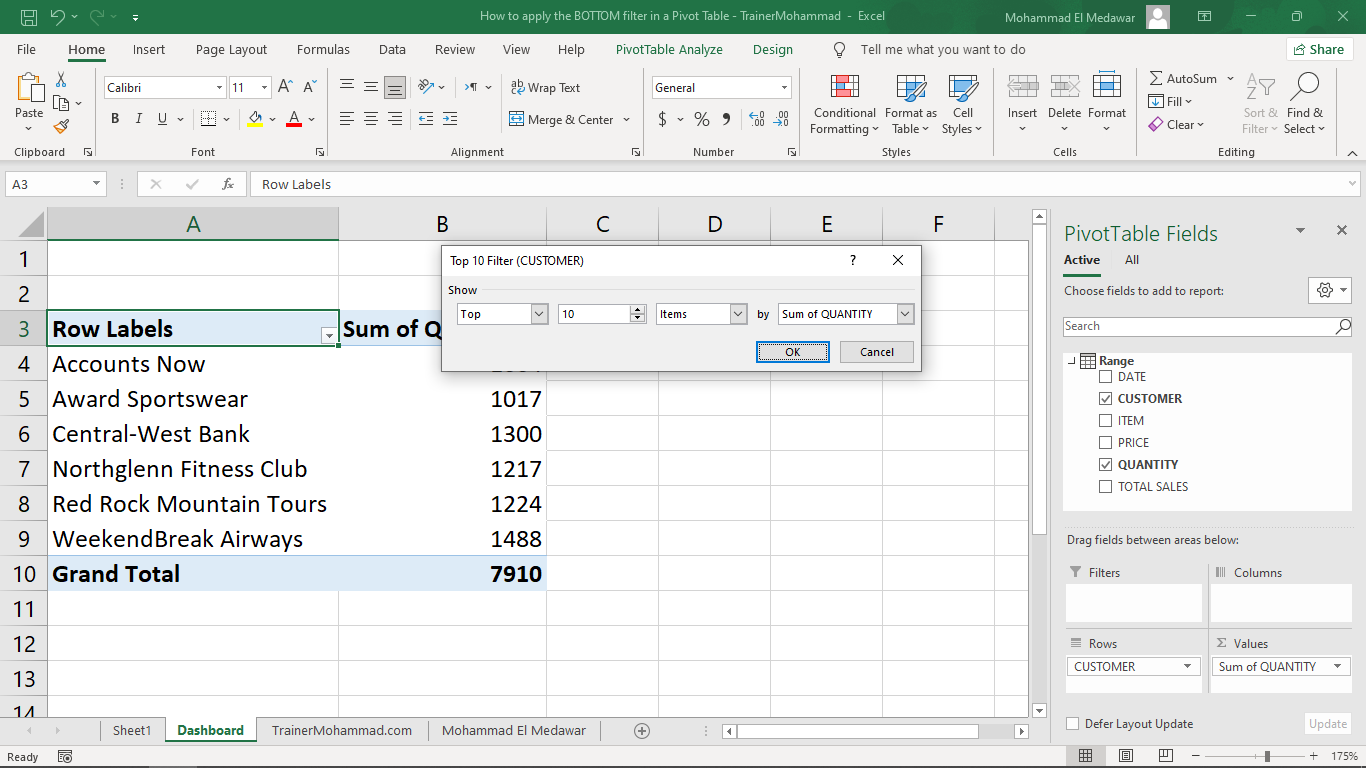 How to apply the BOTTOM filter in a Pivot Table - TrainerMohammad - Excel
Mohammad El Medawar
File Home Insert Page Layout Formulas Data Review View Help PivotTable Analyze Design Tell me what you want to do Share
Paste
Clipboard
Calibri 11
B I U
Font
ab Wrap Text
Merge & Center
Alignment
General
$ % 9
Number
Conditional Formatting
Format as Table
Cell Styles
Styles
Insert Delete Format
Cells
AutoSum
Fill
Clear
Sort & Filter
Find & Select
Editing
A3 fx Row Labels
A B C D E F
1
2
3 Row Labels Sum of Q
4 Accounts Now
5 Award Sportswear 1017
6 Central-West Bank 1300
7 Northglenn Fitness Club 1217
8 Red Rock Mountain Tours 1224
9 WeekendBreak Airways 1488
10 Grand Total 7910
11
12
13
14
Top 10 Filter (CUSTOMER) ?
Show
Top 10 Items by Sum of QUANTITY
OK Cancel
PivotTable Fields
Active All
Choose fields to add to report:
Search
Range
DATE
CUSTOMER
ITEM
PRICE
QUANTITY
TOTAL SALES
Drag fields between areas below:
Filters Columns
Rows Σ Values
CUSTOMER Sum of QUANTITY
Defer Layout Update Update
Sheet1 Dashboard TrainerMohammad.com Mohammad El Medawar
Ready 175%